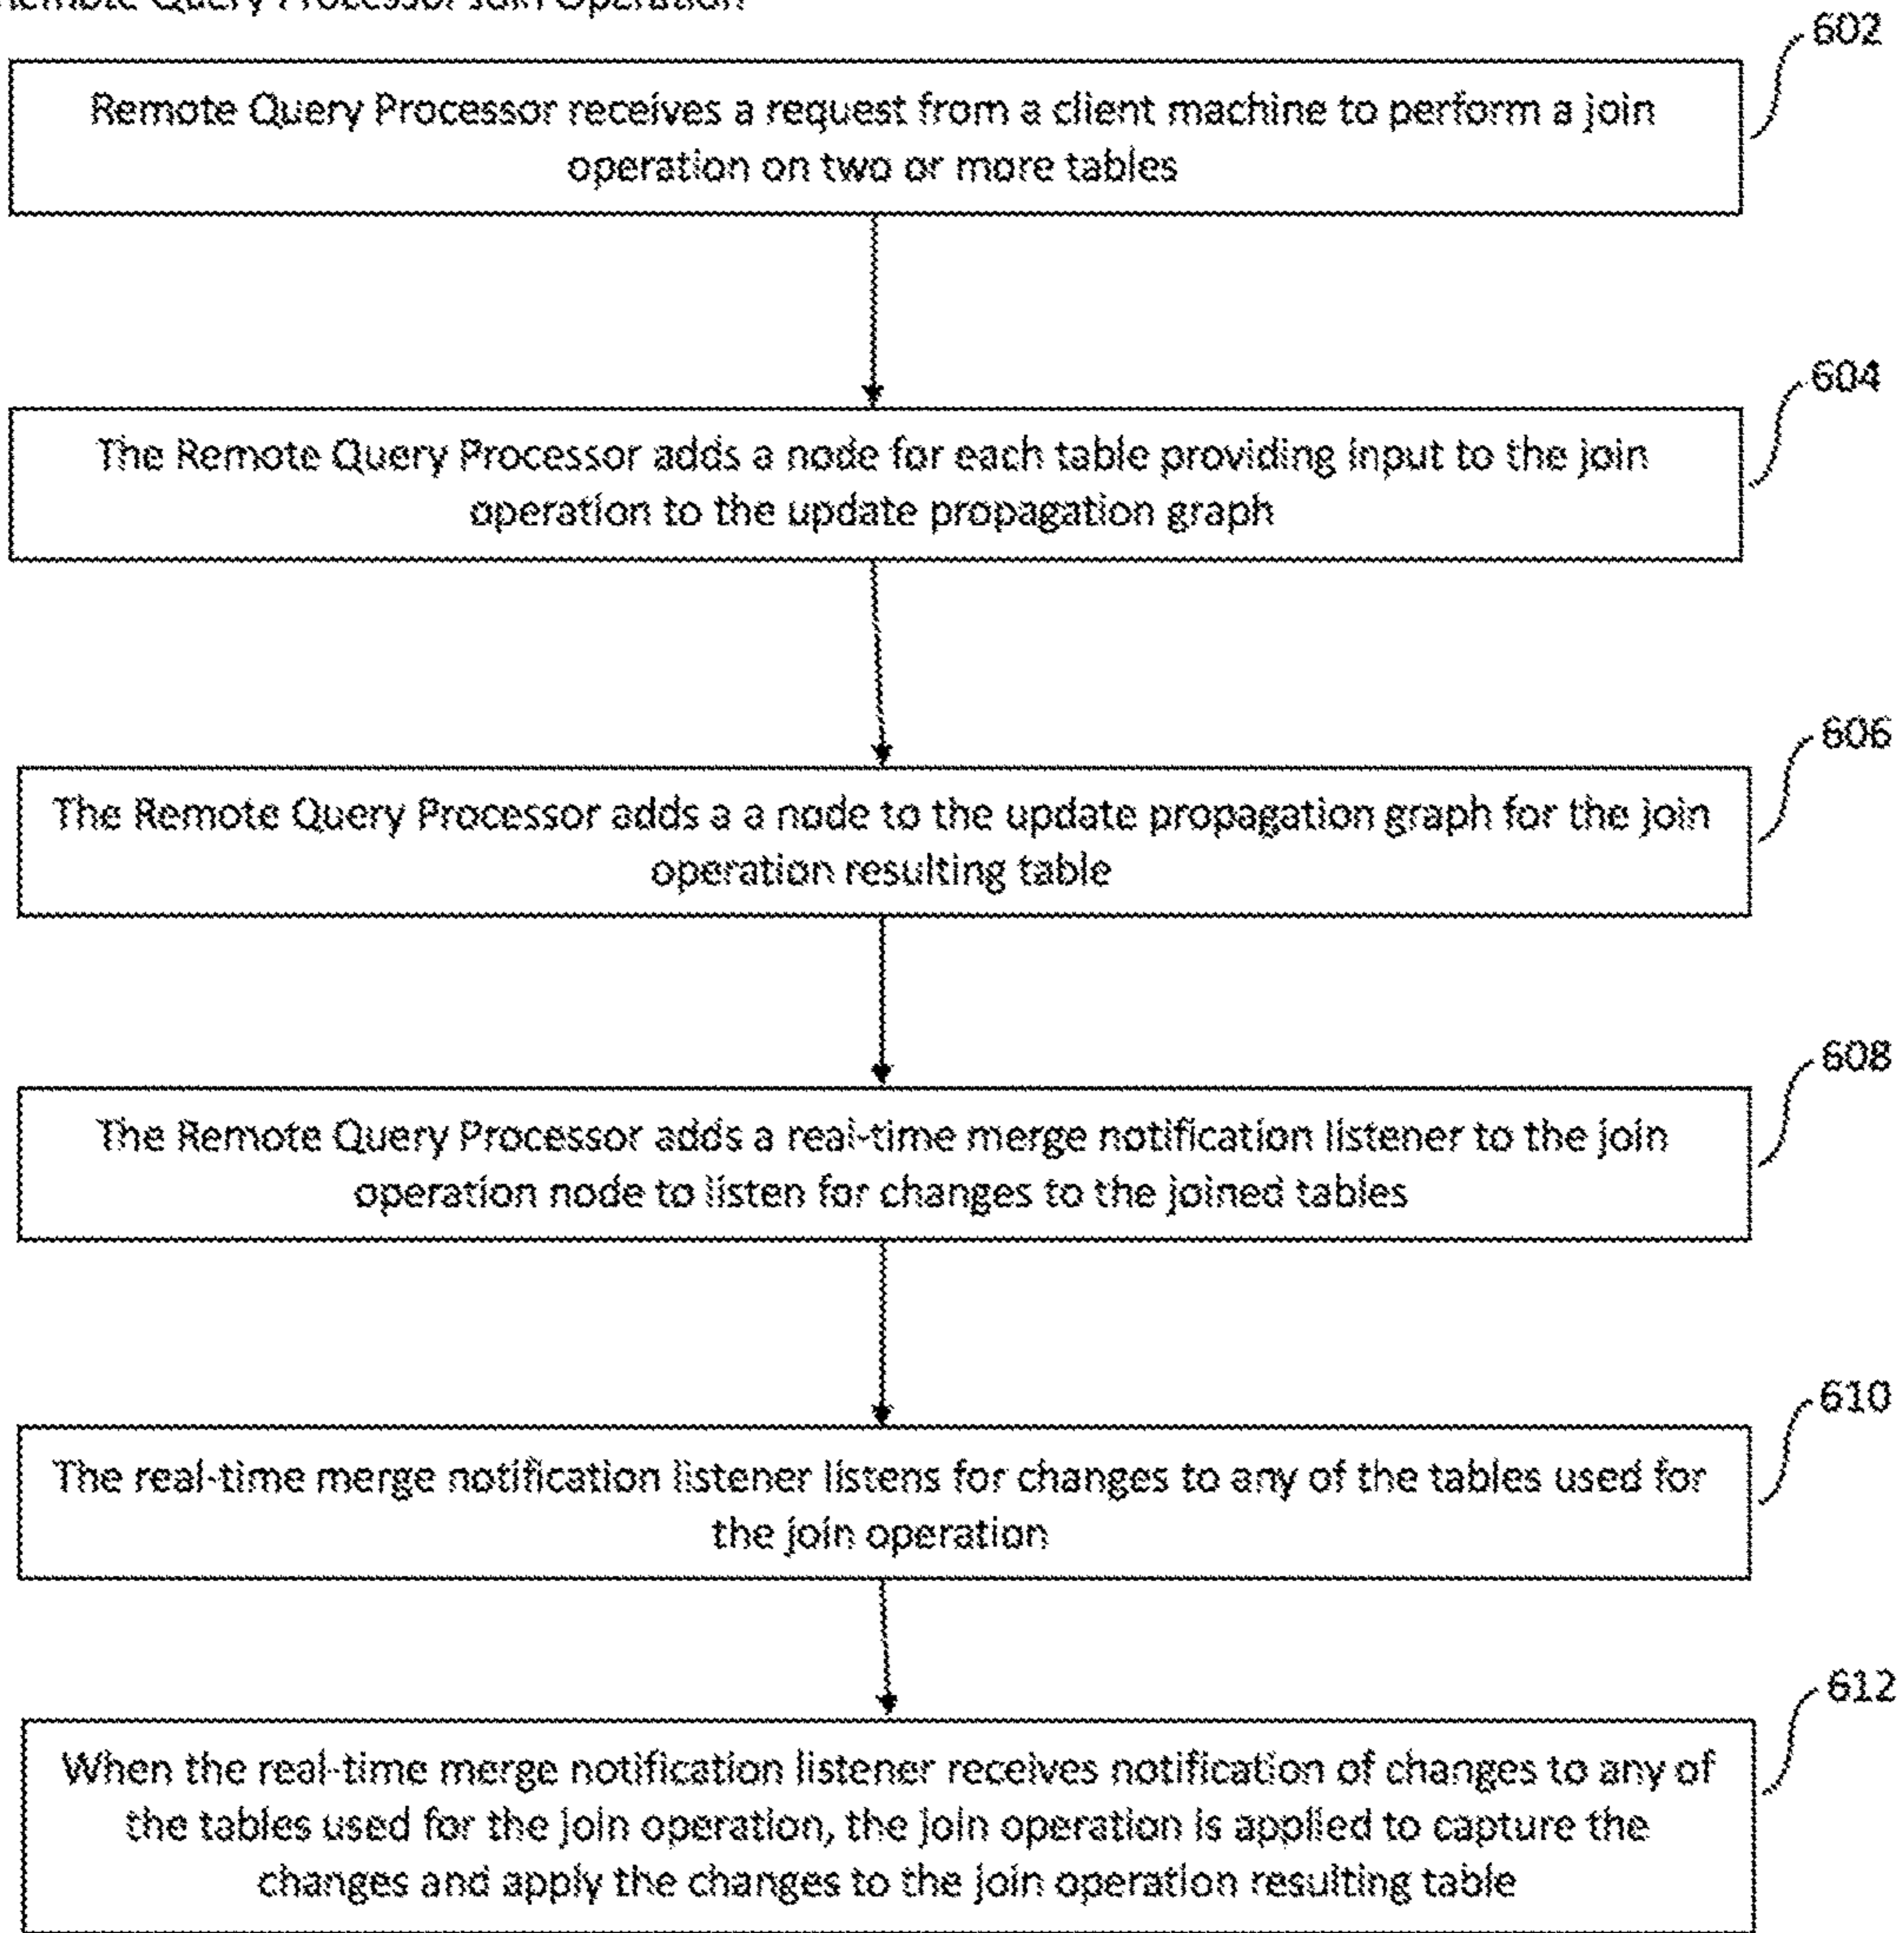 Remote Query Processor Join Operation
602
Remote Query Processor receives a request from a client machine to perform a join
operation on two or more tables
604
The Remote Query Processor adds a node for each table providing input to the join
operation to the update propagation graph
606
The Remote Query Processor adds a a node to the update propagation graph for the join
operation resulting table
608
The Remote Query Processor adds a real-time merge notification listener to the join
operation node to listen for changes to the joined tables
610
The real-time merge notification listener listens for changes to any of the tables used for
the join operation
612
When the real-time merge notification listener receives notification of changes to any of
the tables used for the join operation, the join operation is applied to capture the
changes and apply the changes to the join operation resulting table